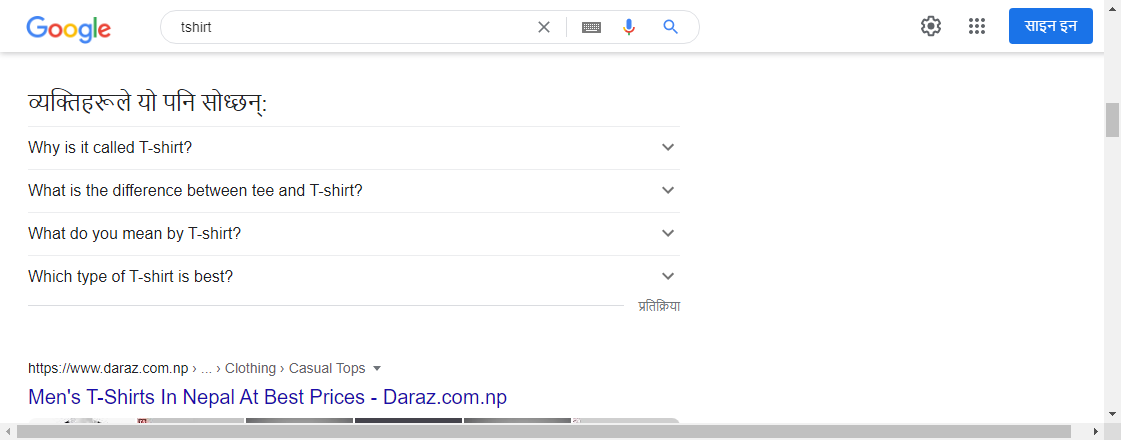 Google
tshirt
साइन इन
व्यक्तिहरूले यो पनि सोध्छन्:
Why is it called T-shirt?
What is the difference between tee and T-shirt?
What do you mean by T-shirt?
Which type of T-shirt is best?
प्रतिक्रिया
https://www.daraz.com.np › ... › Clothing › Casual Tops
Men's T-Shirts In Nepal At Best Prices - Daraz.com.np